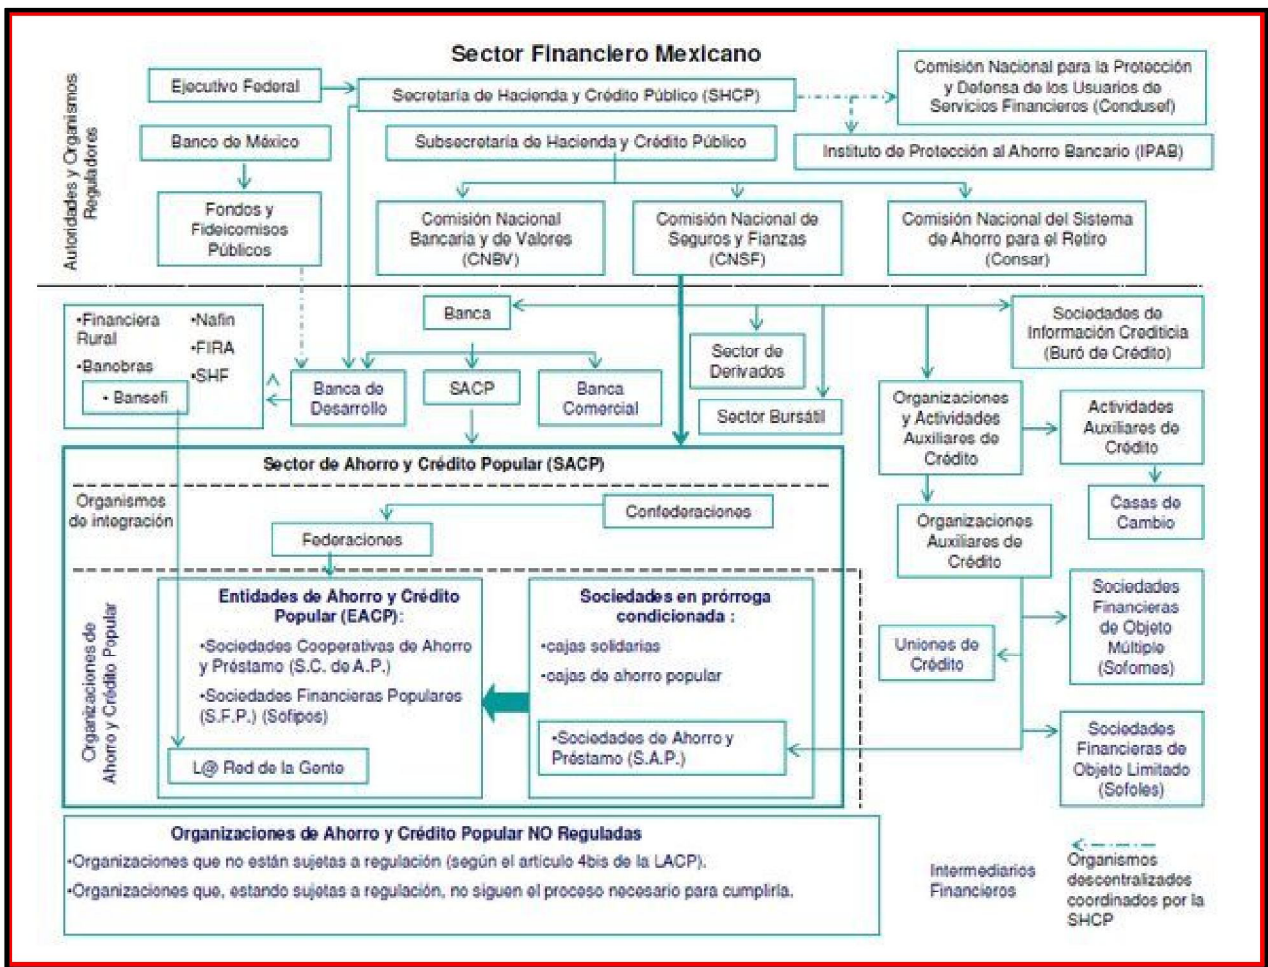 Sector Financiero Mexicano
Autoridades y Organismos
Reguladores
Ejecutivo Federal
Secretaría de Hacienda y Crédito Público (SHCP)
Comisión Nacional para la Protección
y Defensa de los Usuarios de
Servicios Financieros (Condusef)
Banco de México
Subsecretaría de Hacienda y Crédito Público
Instituto de Protección al Ahorro Bancario (IPAB)
Fondos y
Fideicomisos
Públicos
Comisión Nacional
Bancaria y de Valores
(CNBV)
Comisión Nacional de
Seguros y Fianzas
(CNSF)
Comisión Nacional del Sistema
de Ahorro para el Retiro
(Consar)
•Financiera
Rural
•Banobras
• Bansefi
•Nafin
•FIRA
•SHF
Banca
Sociedades de
Información Crediticia
(Buró de Crédito)
Banca de
Desarrollo
SACP
Banca
Comercial
Sector de
Derivados
Sector Bursátil
Organizaciones
y Actividades
Auxiliares de
Crédito
Actividades
Auxiliares de
Crédito
Casas de
Cambio
Sector de Ahorro y Crédito Popular (SACP)
Organismos
de integración
Confederaciones
Federaciones
Organizaciones
Auxiliares de
Crédito
Organizaciones de
Ahorro y Crédito Popular
Entidades de Ahorro y Crédito
Popular (EACP):
•Sociedades Cooperativas de Ahorro
y Préstamo (S.C. de A.P.)
•Sociedades Financieras Populares
(S.F.P.) (Sofipos)
L@ Red de la Gente
Sociedades en prórroga
condicionada :
•cajas solidarias
•cajas de ahorro popular
•Sociedades de Ahorro y
Préstamo (S.A.P.)
Uniones de
Crédito
Sociedades
Financieras
de Objeto
Múltiple
(Sofomes)
Sociedades
Financieras de
Objeto Limitado
(Sofoles)
Organizaciones de Ahorro y Crédito Popular NO Reguladas
•Organizaciones que no están sujetas a regulación (según el artículo 4bis de la LACP).
•Organizaciones que, estando sujetas a regulación, no siguen el proceso necesario para cumplirla.
Intermediarios
Financieros
Organismos
descentralizados
coordinados por la
SHCP